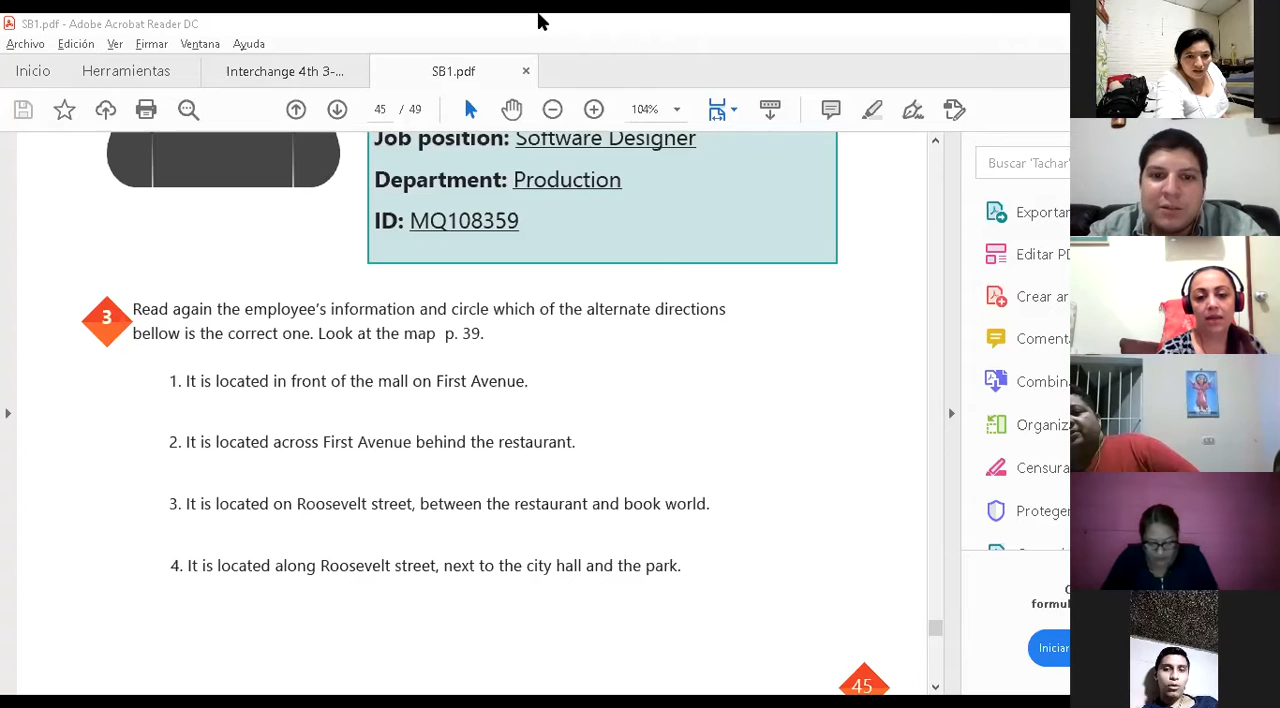 SB1.pdf - Adobe Acrobat Reader DC
Archivo Edición Ver Firmar Ventana Ayuda
Inicio Herramientas Interchange 4th 3-... SB1.pdf ×
45 / 49 104%
Job position: Software Designer
Department: Production
ID: MQ108359
3 Read again the employee's information and circle which of the alternate directions
bellow is the correct one. Look at the map p. 39.
1. It is located in front of the mall on First Avenue.
2. It is located across First Avenue behind the restaurant.
3. It is located on Roosevelt street, between the restaurant and book world.
4. It is located along Roosevelt street, next to the city hall and the park.
45
Buscar 'Tachar'
Exportar
Editar PD
Crear ar
Comenta
Combin
Organiz
Censura
Proteger
formul
Iniciar